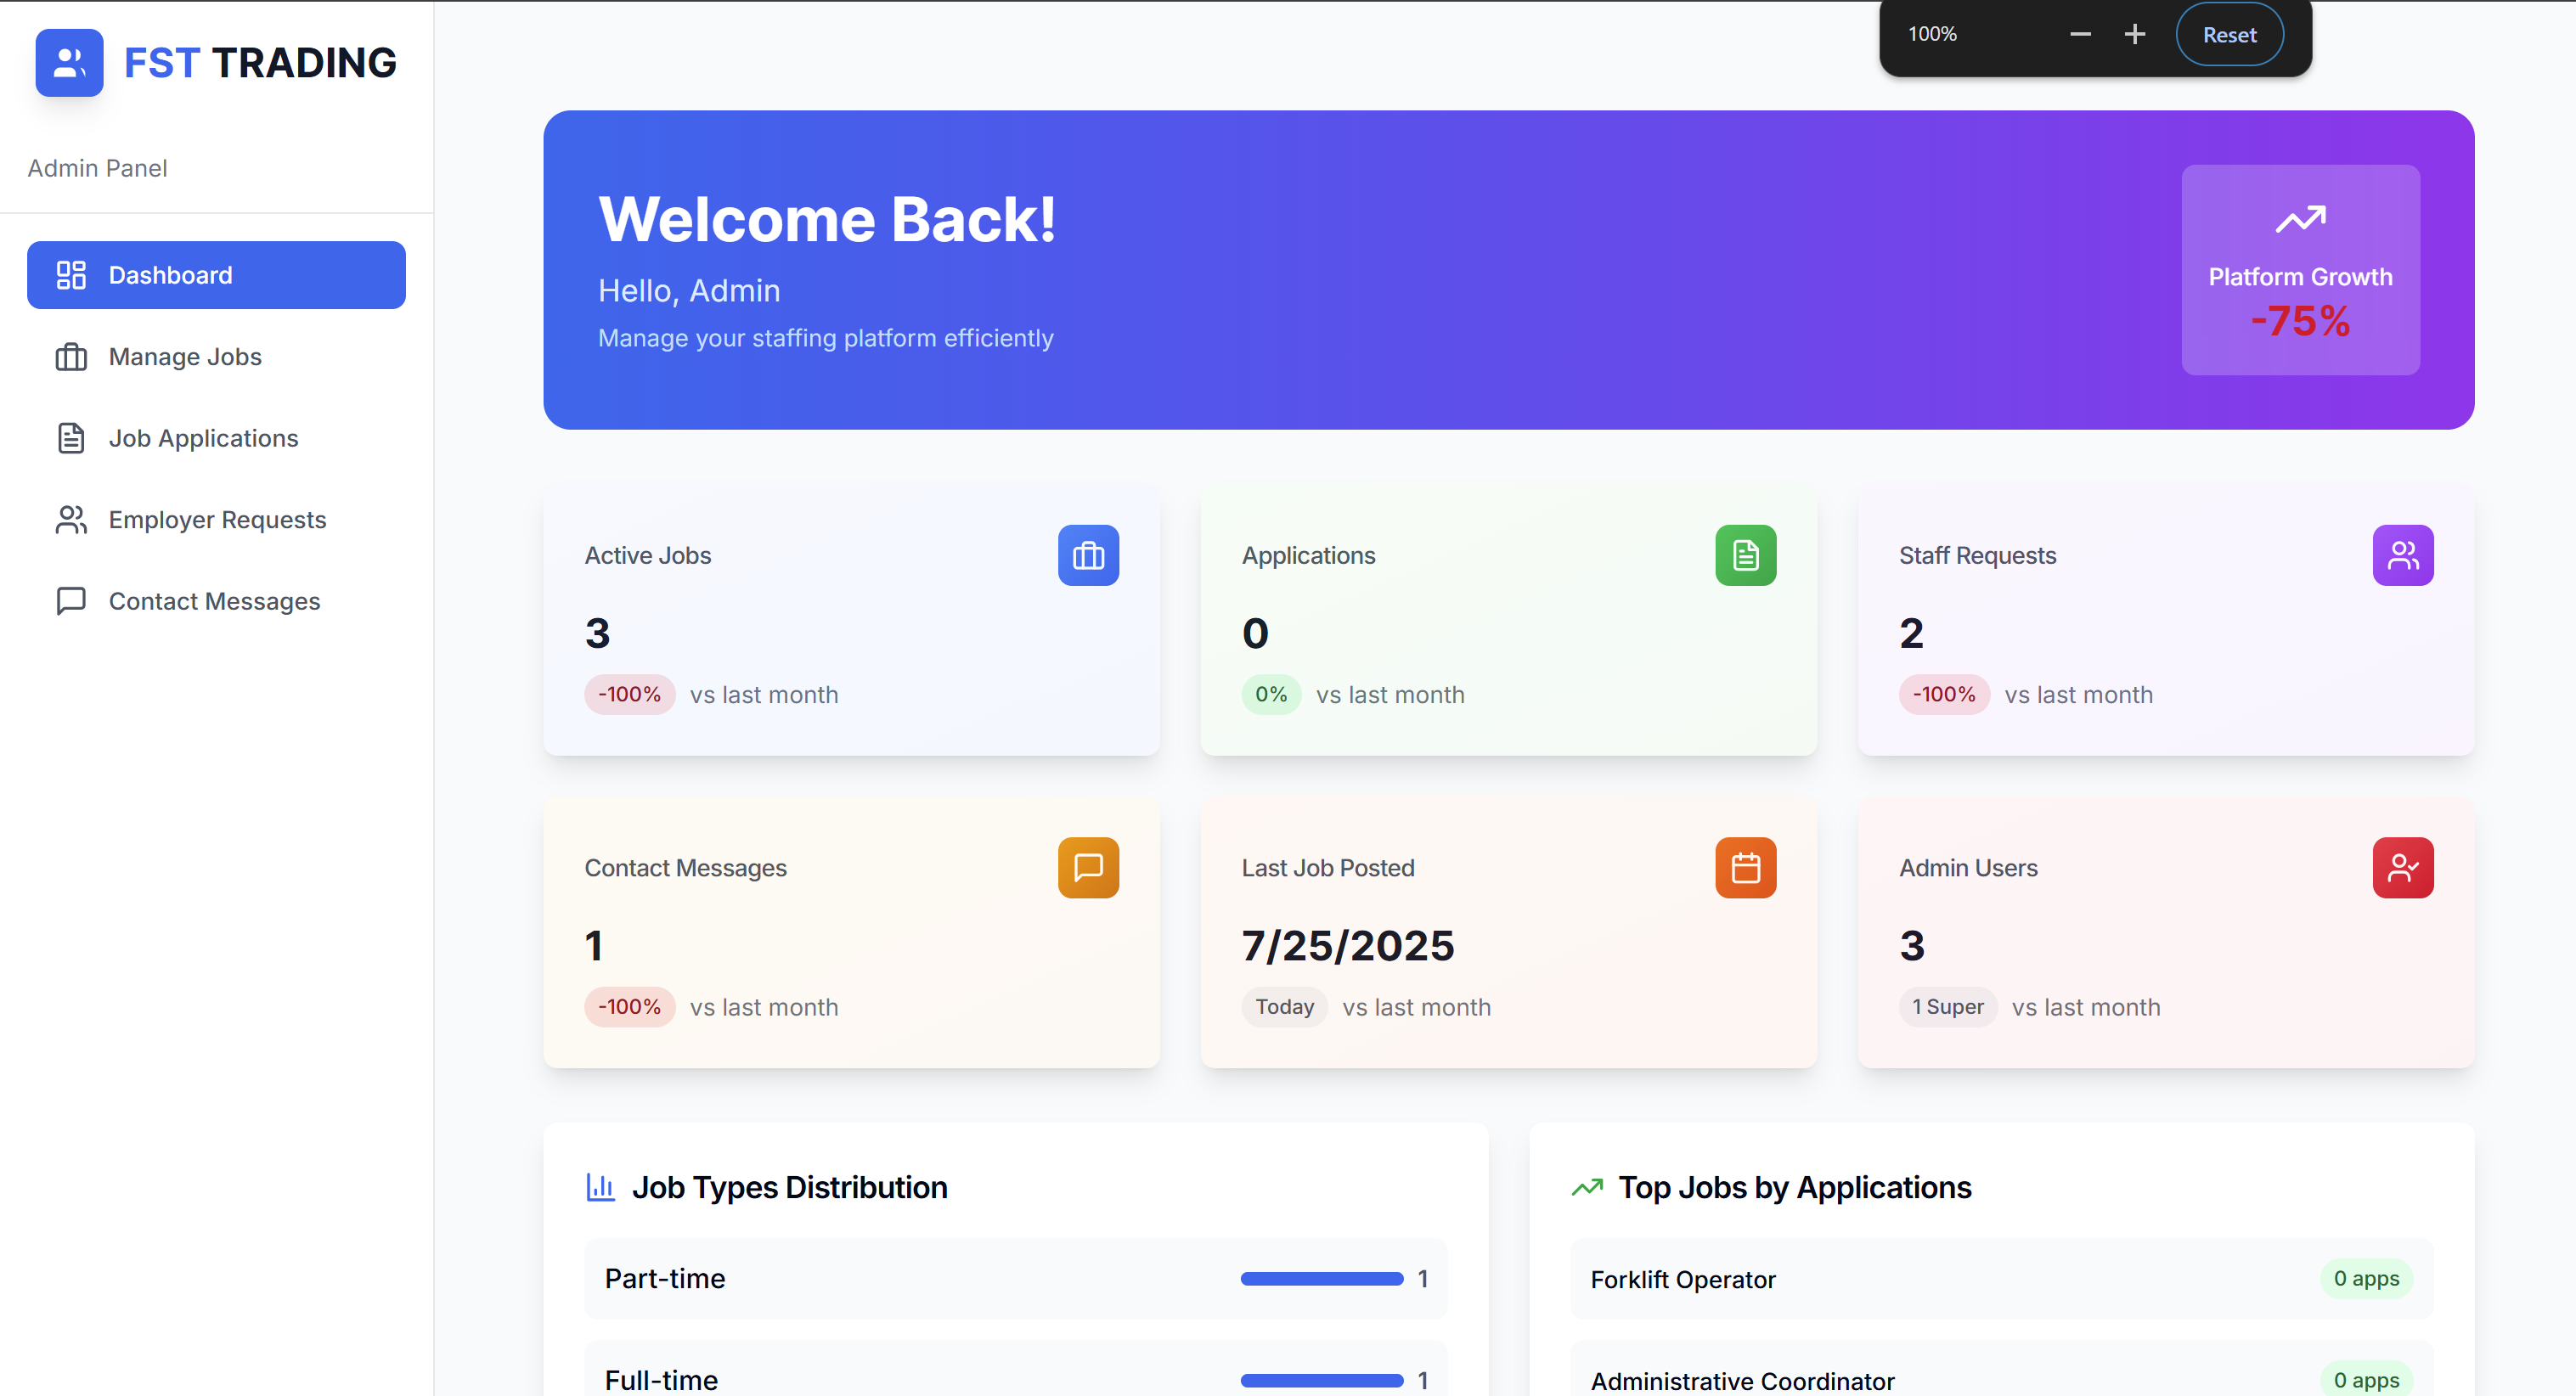 FST TRADING
Admin Panel
Dashboard
Manage Jobs
Job Applications
Employer Requests
Contact Messages
100%
Reset
Welcome Back!
Hello, Admin
Manage your staffing platform efficiently
Platform Growth
-75%
Active Jobs
3
-100% vs last month
Applications
0
0% vs last month
Staff Requests
2
-100% vs last month
Contact Messages
1
-100% vs last month
Last Job Posted
7/25/2025
Today vs last month
Admin Users
3
1 Super vs last month
Job Types Distribution
Part-time 1
Full-time 1
Top Jobs by Applications
Forklift Operator 0 apps
Administrative Coordinator 0 apps